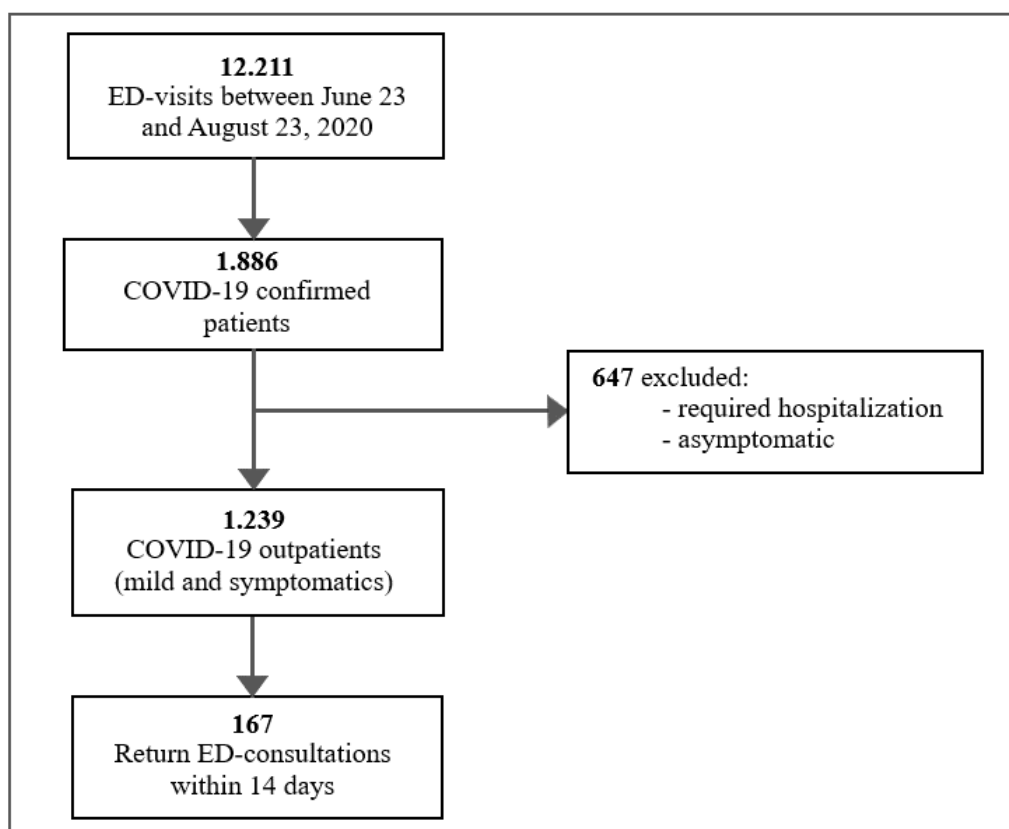 12.211
ED-visits between June 23
and August 23, 2020
1.886
COVID-19 confirmed
patients
647 excluded:
- required hospitalization
- asymptomatic
1.239
COVID-19 outpatients
(mild and symptomatics)
167
Return ED-consultations
within 14 days